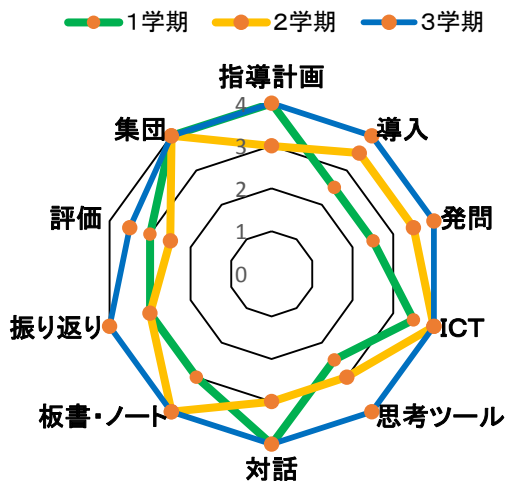 １学期 ２学期 ３学期
指導計画
集団 4 導入
3
評価 2 発問
1
0
振り返り ICT
板書・ノート 思考ツール
対話